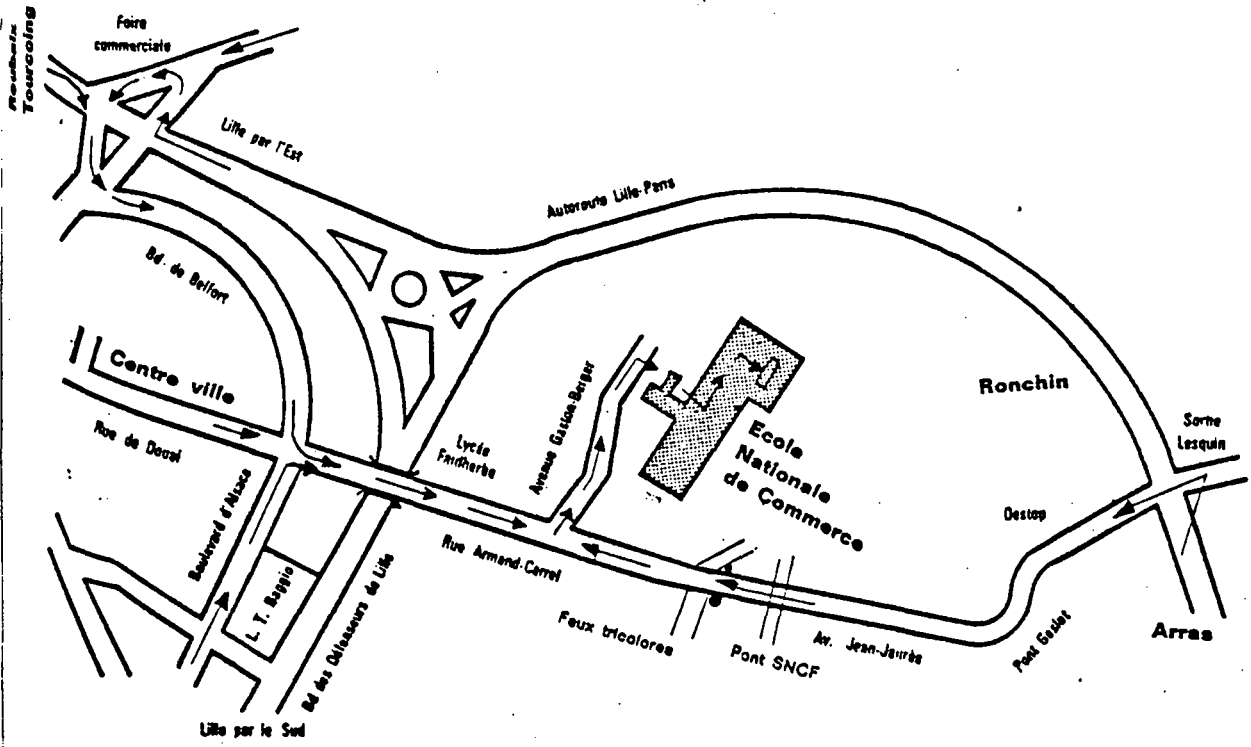 Roubaix
Tourcoing
Foire
commerciale
Lille par l'Est
Autoroute Lille-Paris
Bd. de Belfort
Centre ville
Rue de Douai
Boulevard d'Alsace
L. T. Baggio
Bd des Défenseurs de Lille
Lille par le Sud
Lycée
Faidherbe
Rue Armand-Carrel
Avenue Gaston-Berger
Ecole
Nationale
de Commerce
Feux tricolores
Pont SNCF
Av. Jean-Jaurès
Ronchin
Sortie
Lesquin
Destop
Arras